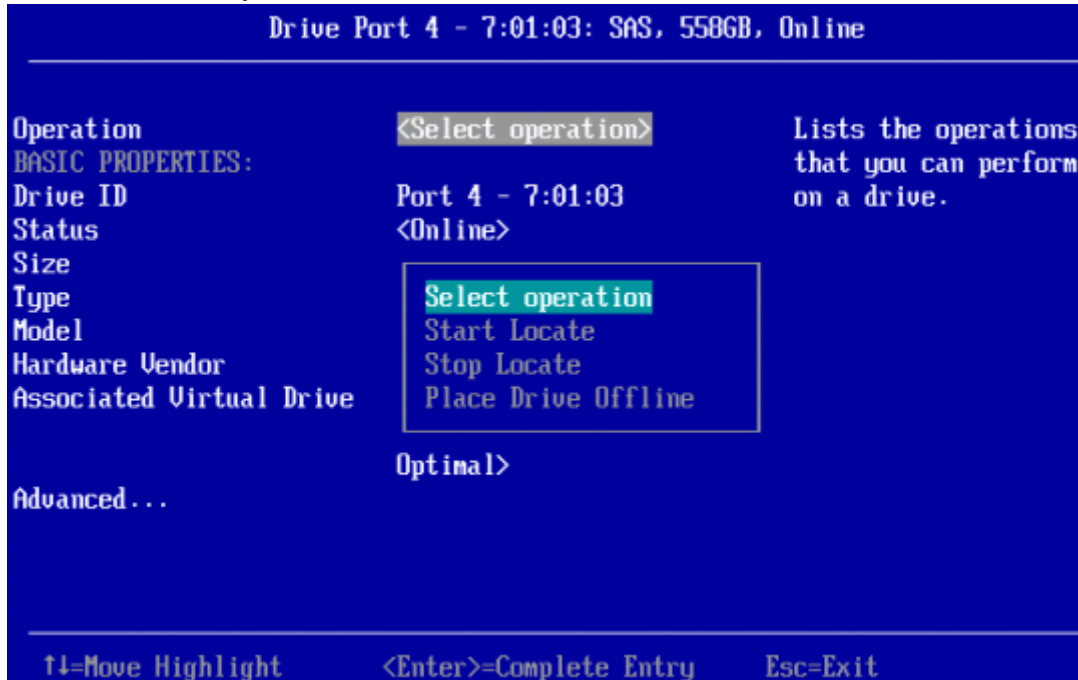 Drive Port 4 - 7:01:03: SAS, 558GB, Online
Operation <Select operation> Lists the operations
BASIC PROPERTIES: that you can perform
Drive ID Port 4 - 7:01:03 on a drive.
Status <Online>
Size
Type Select operation
Model Start Locate
Hardware Vendor Stop Locate
Associated Virtual Drive Place Drive Offline
Optimal>
Advanced...
↑↓=Move Highlight <Enter>=Complete Entry Esc=Exit